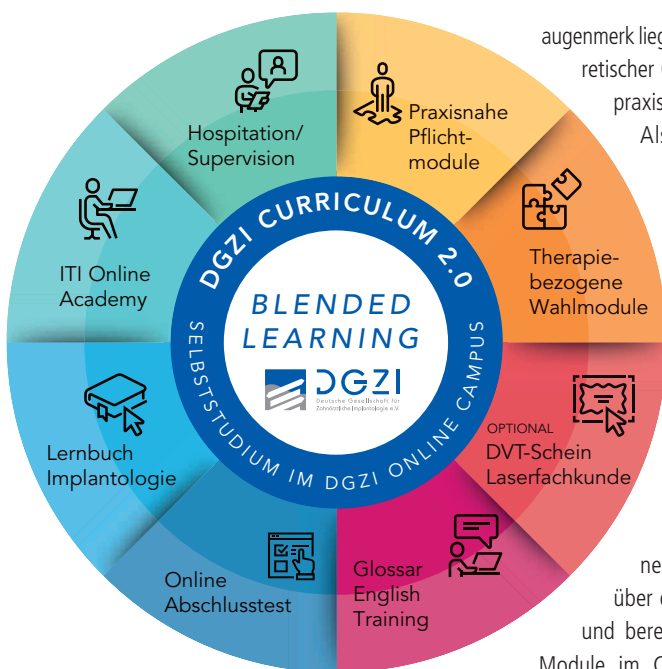 augenmerk lieg
retischer
praxis
Als
Hospitation/
Supervision
Praxisnahe
Pflicht-
module
Therapie-
bezogene
Wahlmodule
OPTIONAL
DVT-Schein
Laserfachkunde
Glossar
English
Training
Online
Abschlusstest
Lernbuch
Implantologie
ITI Online
Academy
DGZI CURRICULUM 2.0
BLENDED
LEARNING
DGZI
Deutsche Gesellschaft für
Zahnärztliche Implantologie e.V.
SELBSTSTUDIUM IM DGZI ONLINE CAMPUS
ne
über
und bere
Module im